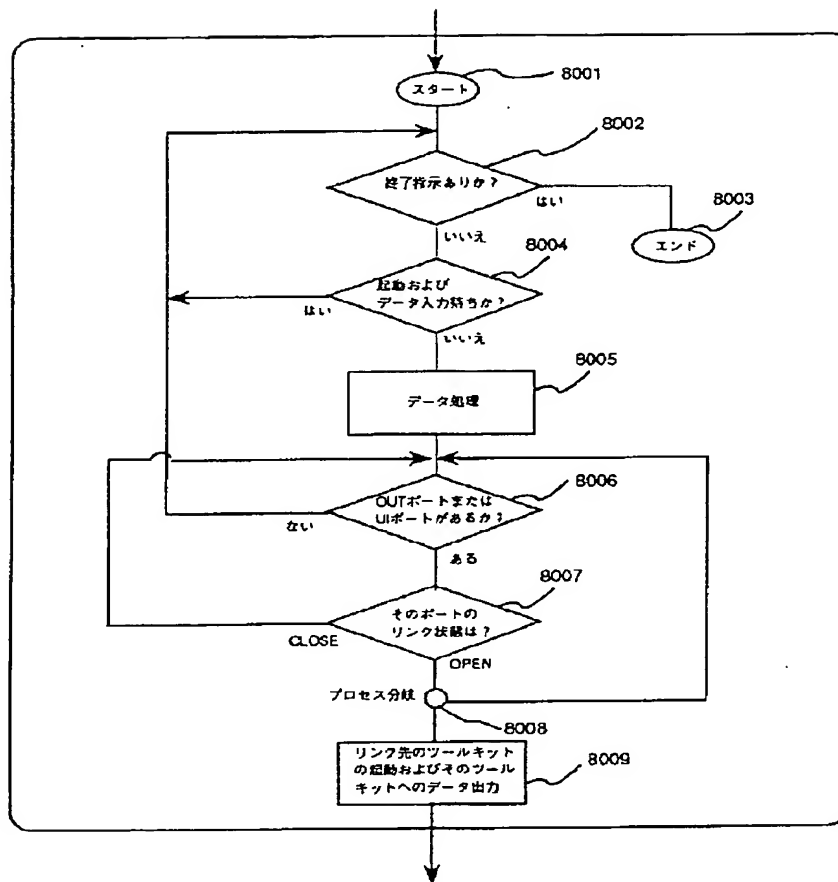 8001
スタート
8002
終了指示ありか?
はい
8003
エンド
いいえ
8004
起動および
データ入力待ちか?
はい
いいえ
8005
データ処理
8006
OUTポートまたは
UIポートがあるか?
ない
ある
8007
そのポートの
リンク状態は?
CLOSE
OPEN
プロセス分岐
8008
リンク先のツールキット
の起動およびそのツール
キットへのデータ出力
8009